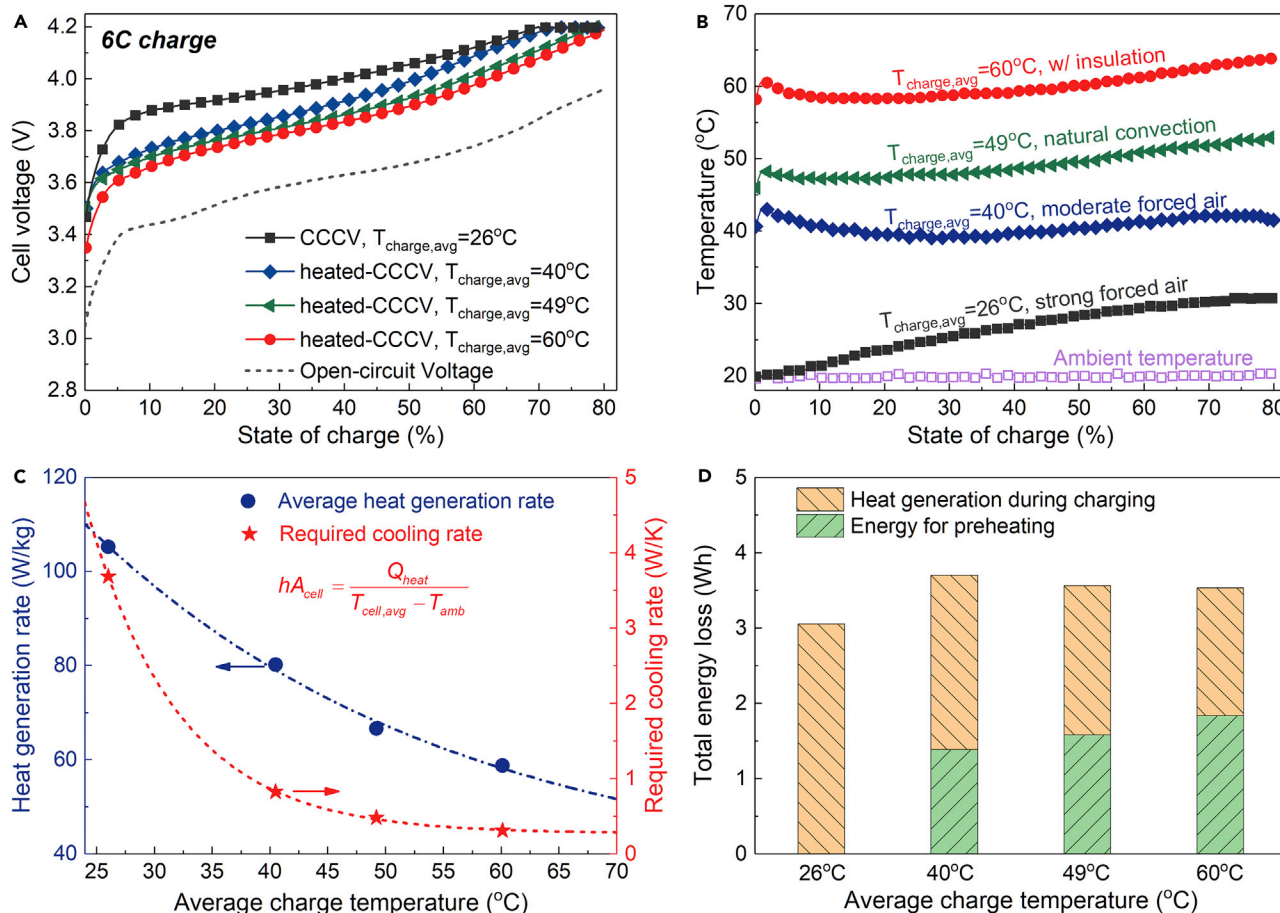 A
6C charge
4.2
4.0
3.8
3.6
3.4
3.2
3.0
2.8
Cell voltage (V)
CCCV, Tcharge,avg=26°C
heated-CCCV, Tcharge,avg=40°C
heated-CCCV, Tcharge,avg=49°C
heated-CCCV, Tcharge,avg=60°C
Open-circuit Voltage
0 10 20 30 40 50 60 70 80
State of charge (%)
B
70
60
50
40
30
20
Temperature (°C)
Tcharge,avg=60°C, w/ insulation
Tcharge,avg=49°C, natural convection
Tcharge,avg=40°C, moderate forced air
Tcharge,avg=26°C, strong forced air
Ambient temperature
0 10 20 30 40 50 60 70 80
State of charge (%)
C
120
100
80
60
40
Heat generation rate (W/kg)
Average heat generation rate
Required cooling rate
hAcell = Qheat / (Tcell,avg − Tamb)
5
4
3
2
1
0
Required cooling rate (W/K)
25 30 35 40 45 50 55 60 65 70
Average charge temperature (°C)
D
5
4
3
2
1
0
Total energy loss (Wh)
Heat generation during charging
Energy for preheating
26°C 40°C 49°C 60°C
Average charge temperature (°C)